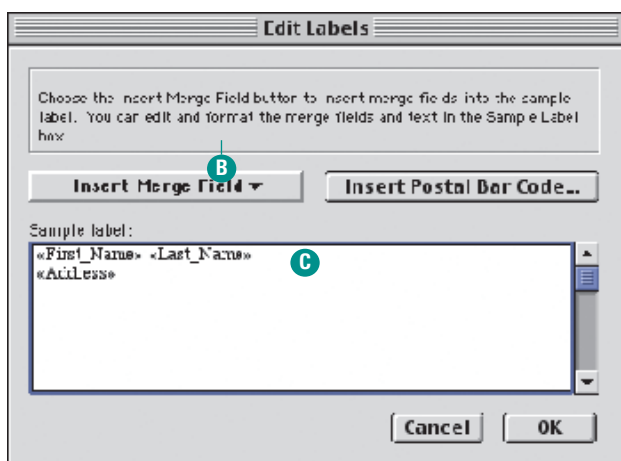 Edit Labels
Choose the Insert Merge Field button to insert merge fields into the sample
label. You can edit and format the merge fields and text in the Sample Label
box
B
Insert Merge Field
Insert Postal Bar Code...
Sample label:
«First_Name» «Last_Name»
«Address»
C
Cancel
OK